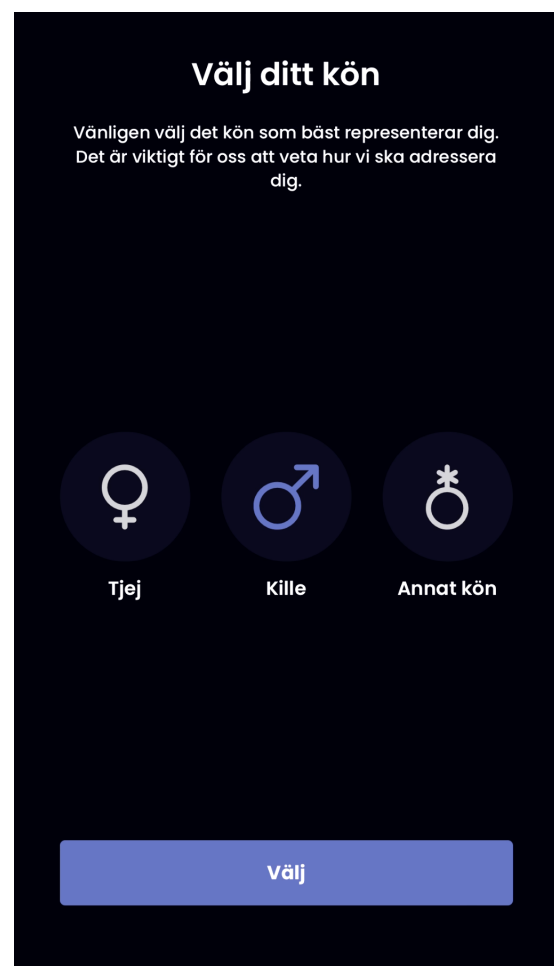 Välj ditt kön
Vänligen välj det kön som bäst representerar dig.
Det är viktigt för oss att veta hur vi ska adressera
dig.
Tjej
Kille
Annat kön
Välj